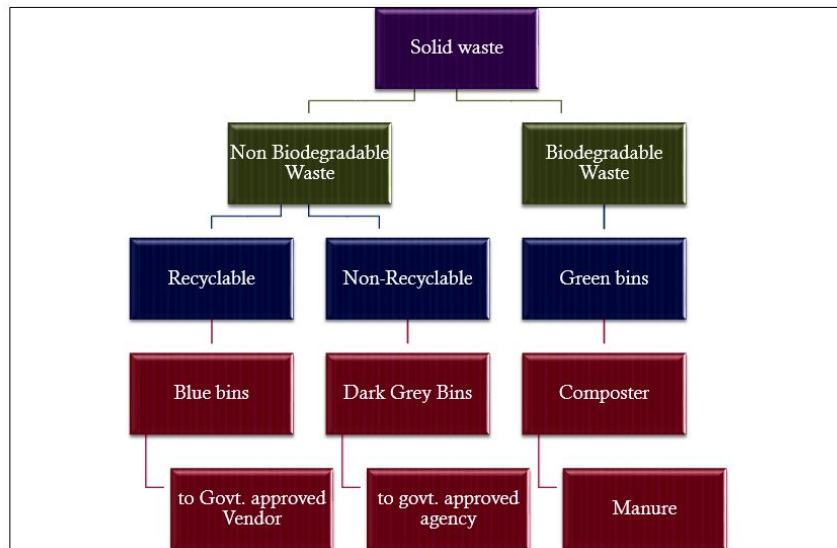 Solid waste
Non Biodegradable
Waste
Biodegradable
Waste
Recyclable
Non-Recyclable
Green bins
Blue bins
Dark Grey Bins
Composter
to Govt. approved
Vendor
to govt. approved
agency
Manure